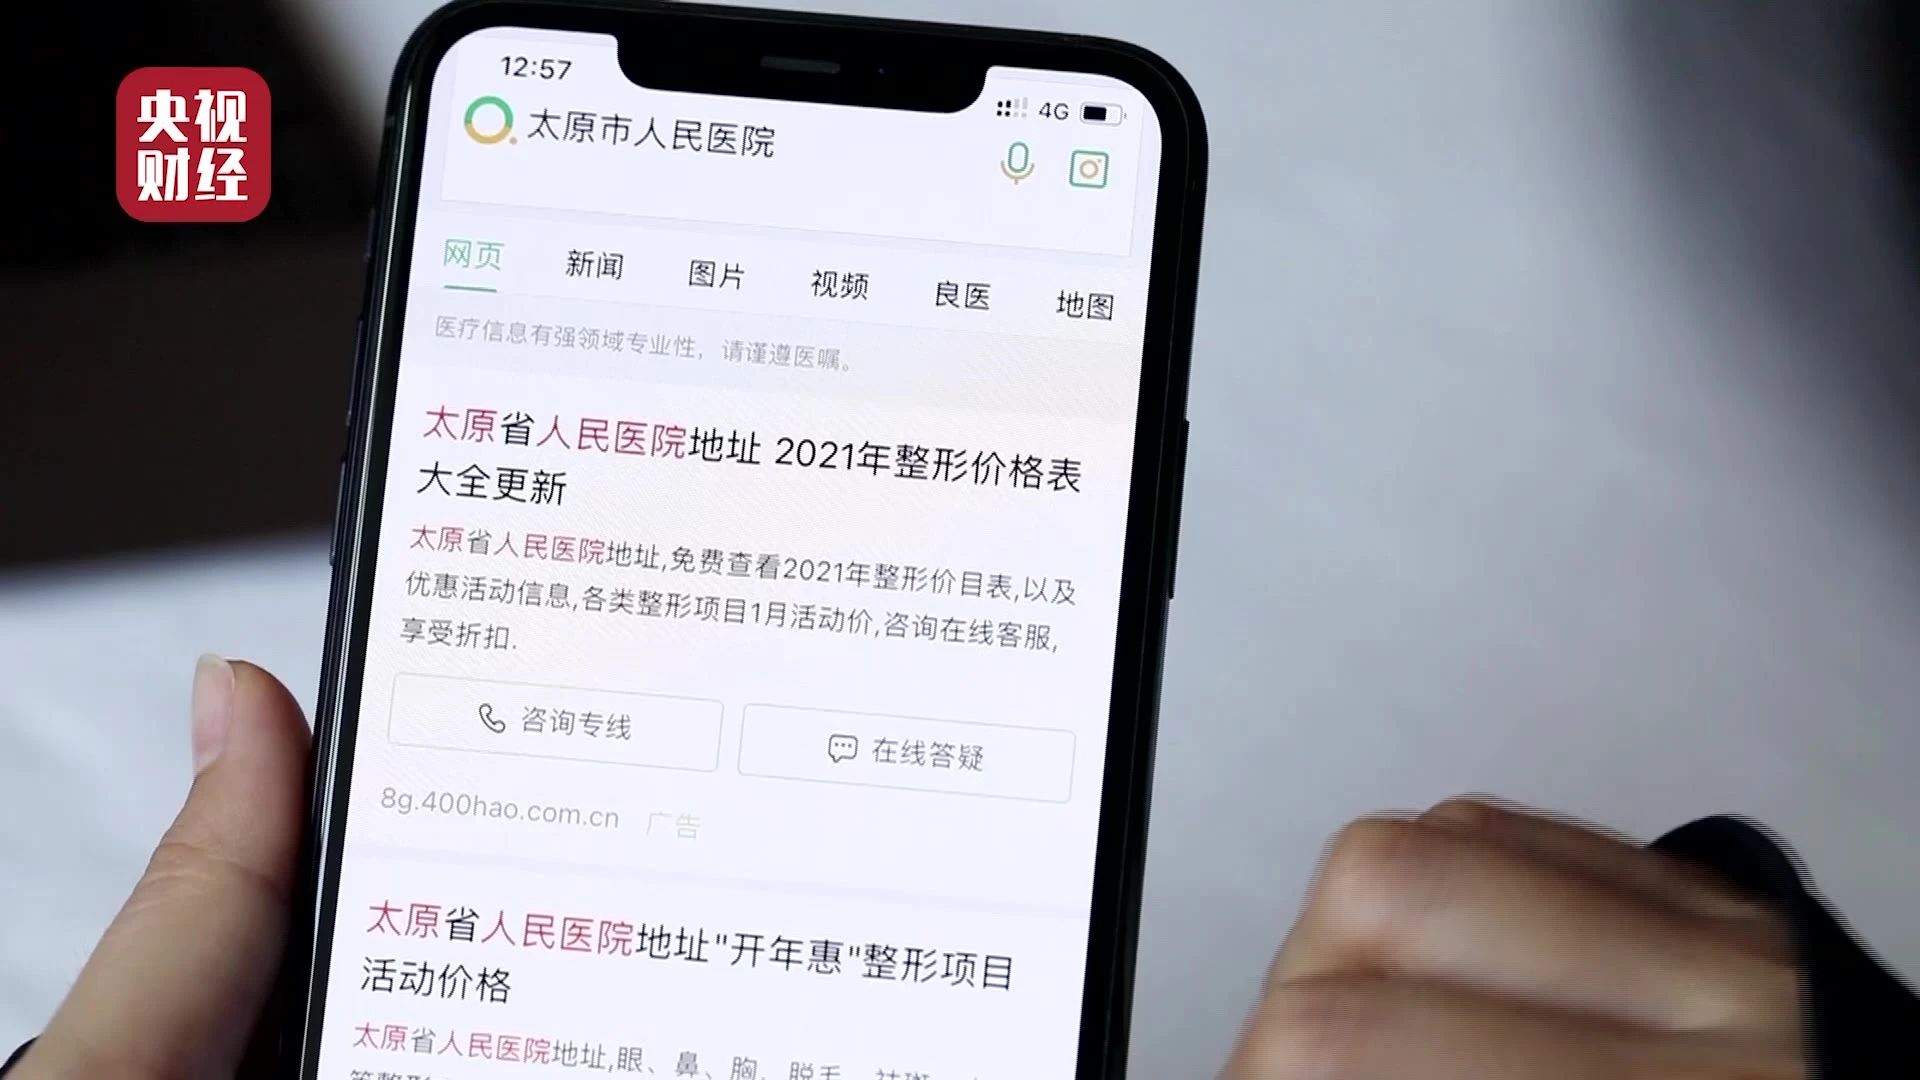 央视
财经
12:57
4G
太原市人民医院
网页 新闻 图片 视频 良医 地图
医疗信息有强领域专业性，请谨遵医嘱。
太原省人民医院地址 2021年整形价格表
大全更新
太原省人民医院地址,免费查看2021年整形价目表,以及
优惠活动信息,各类整形项目1月活动价,咨询在线客服,
享受折扣.
咨询专线 在线答疑
8g.400hao.com.cn 广告
太原省人民医院地址"开年惠"整形项目
活动价格
太原省人民医院地址,眼、鼻、胸、脱毛、祛斑